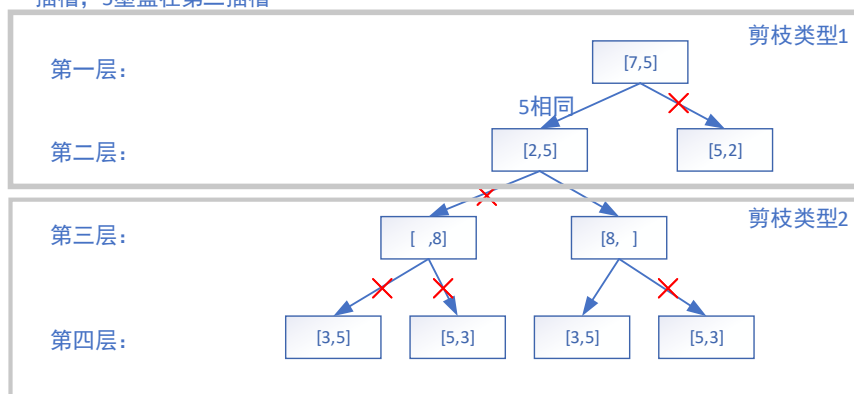 剪枝类型1
第一层：
[7,5]
5相同
第二层：
[2,5]
[5,2]
剪枝类型2
第三层：
[ ,8]
[8, ]
第四层：
[3,5]
[5,3]
[3,5]
[5,3]